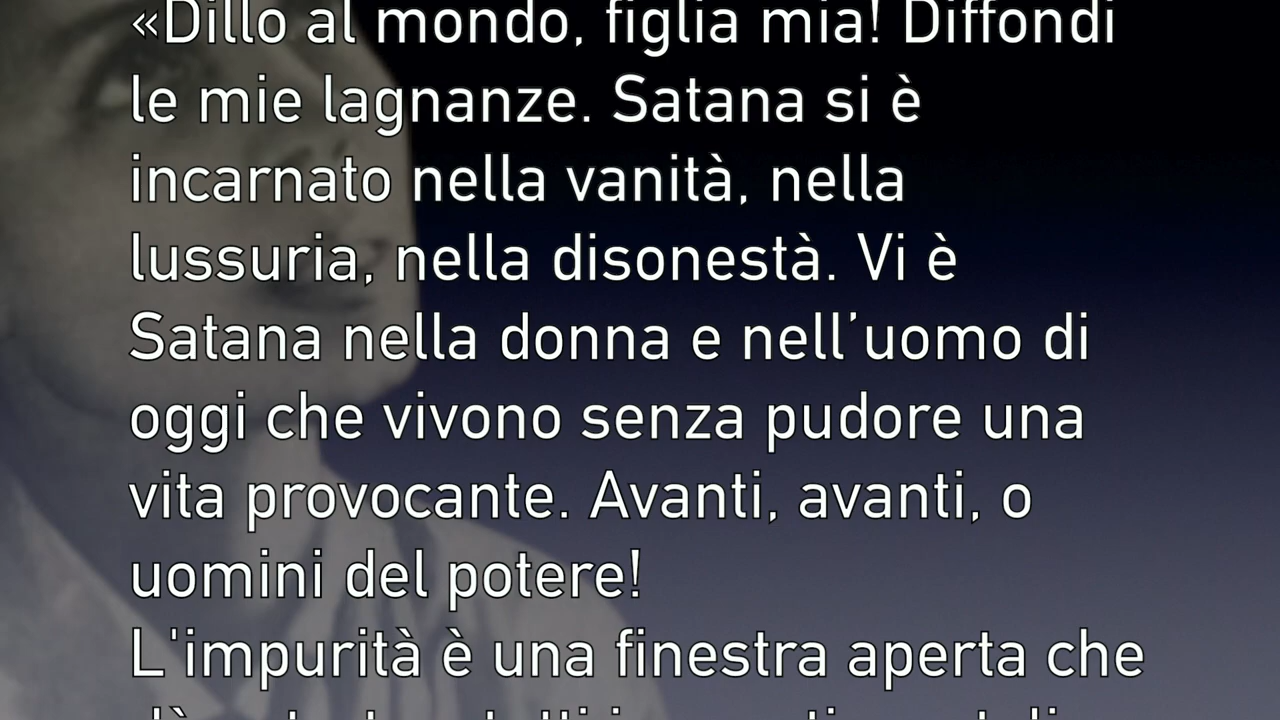 «Dillo al mondo, figlia mia! Diffondi
le mie lagnanze. Satana si è
incarnato nella vanità, nella
lussuria, nella disonestà. Vi è
Satana nella donna e nell’uomo di
oggi che vivono senza pudore una
vita provocante. Avanti, avanti, o
uomini del potere!
L'impurità è una finestra aperta che